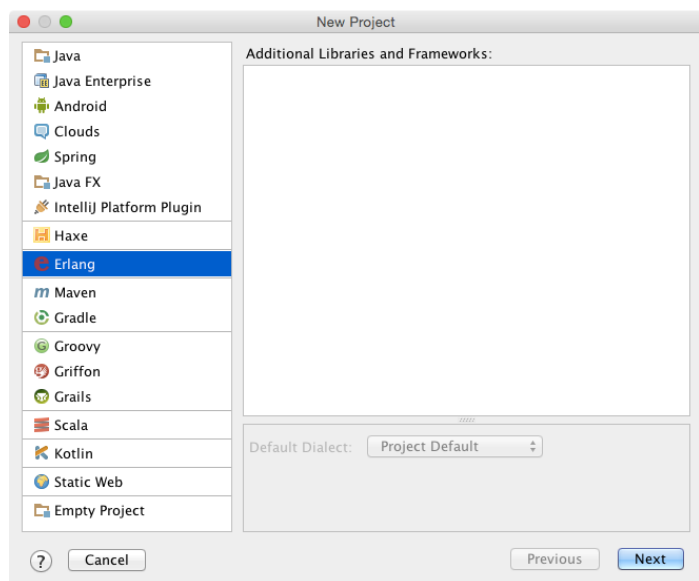 New Project
Java
Java Enterprise
Android
Clouds
Spring
Java FX
IntelliJ Platform Plugin
Haxe
Erlang
Maven
Gradle
Groovy
Griffon
Grails
Scala
Kotlin
Static Web
Empty Project
Additional Libraries and Frameworks:
Default Dialect: Project Default
? Cancel Previous Next